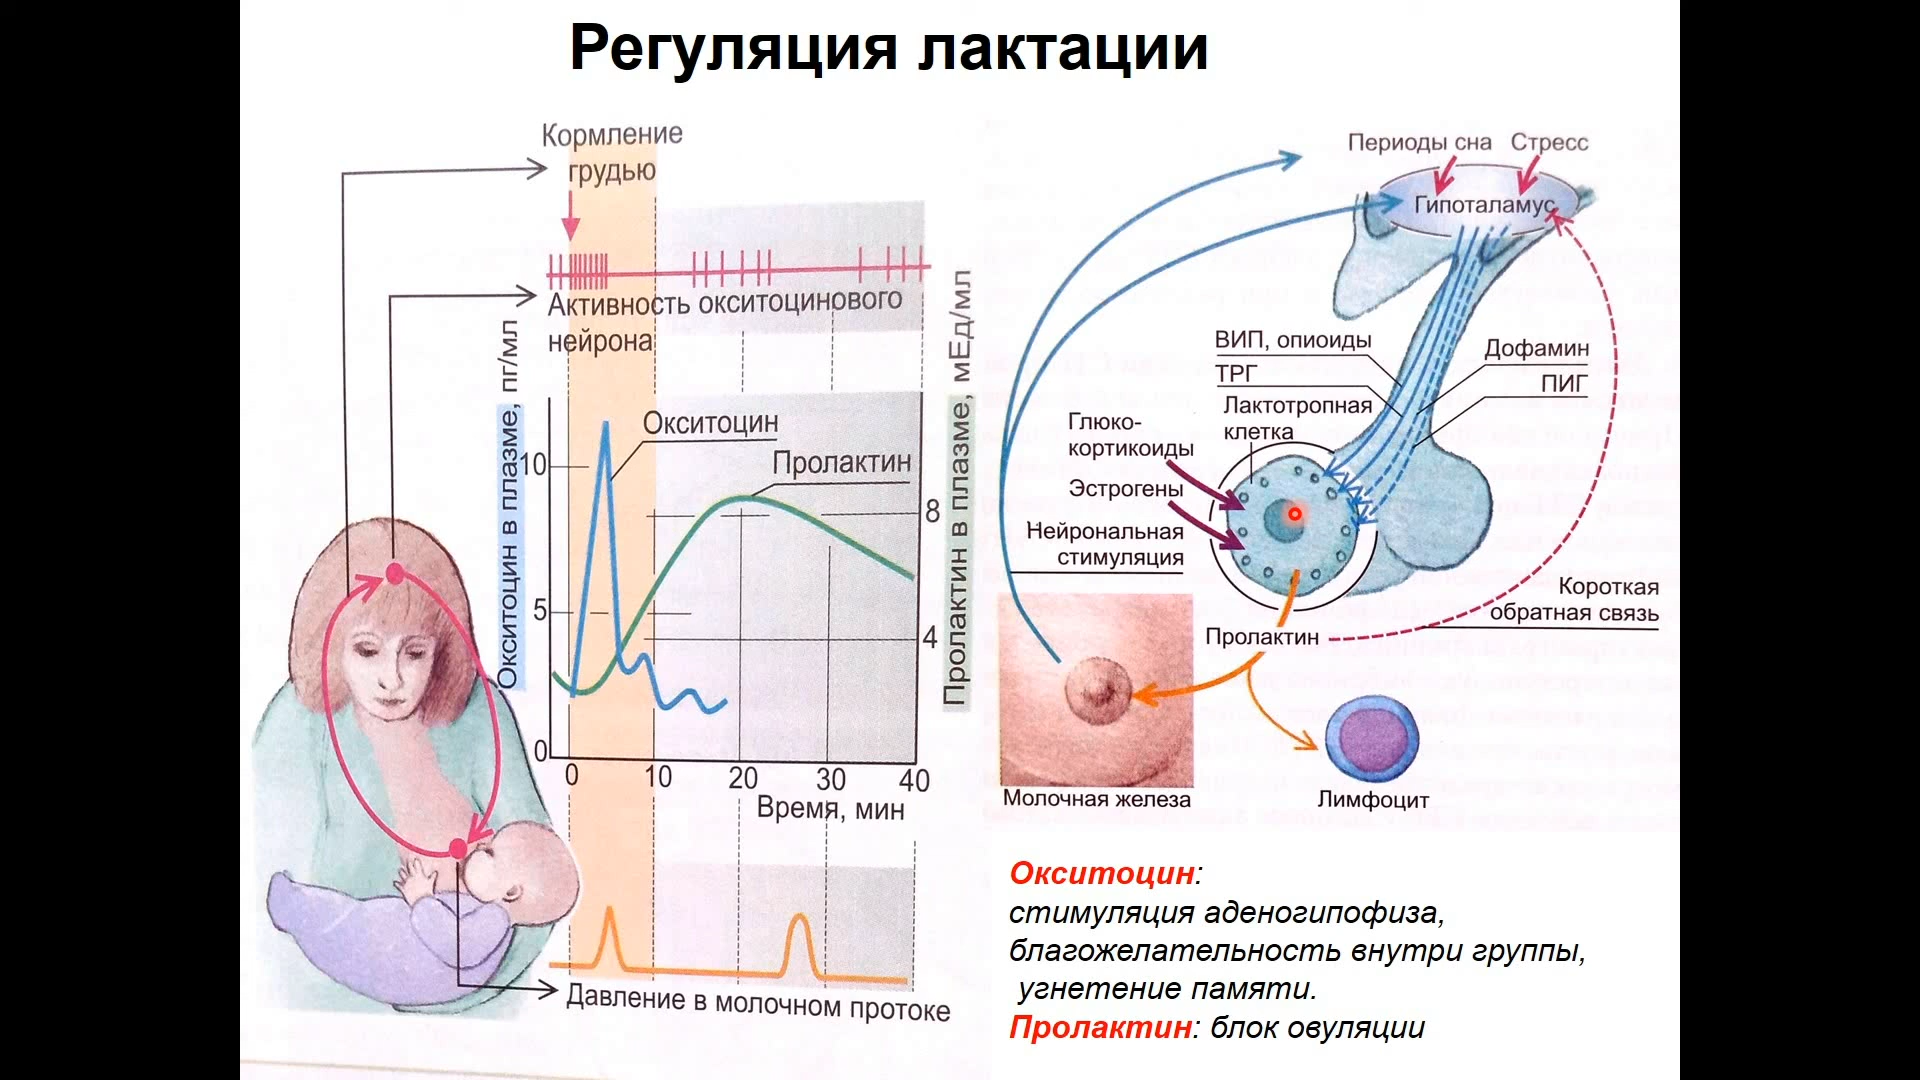 Регуляция лактации
Кормление
грудью
Активность окситоцинового
нейрона
Окситоцин в плазме, пг/мл
Пролактин в плазме, мЕд/мл
Окситоцин
Пролактин
10
5
0
8
4
0 10 20 30 40
Время, мин
Давление в молочном протоке
Периоды сна Стресс
Гипоталамус
ВИП, опиоиды
ТРГ
Лактотропная
клетка
Дофамин
ПИГ
Глюко-
кортикоиды
Эстрогены
Нейрональная
стимуляция
Короткая
обратная связь
Пролактин
Молочная железа
Лимфоцит
Окситоцин:
стимуляция аденогипофиза,
благожелательность внутри группы,
угнетение памяти.
Пролактин: блок овуляции